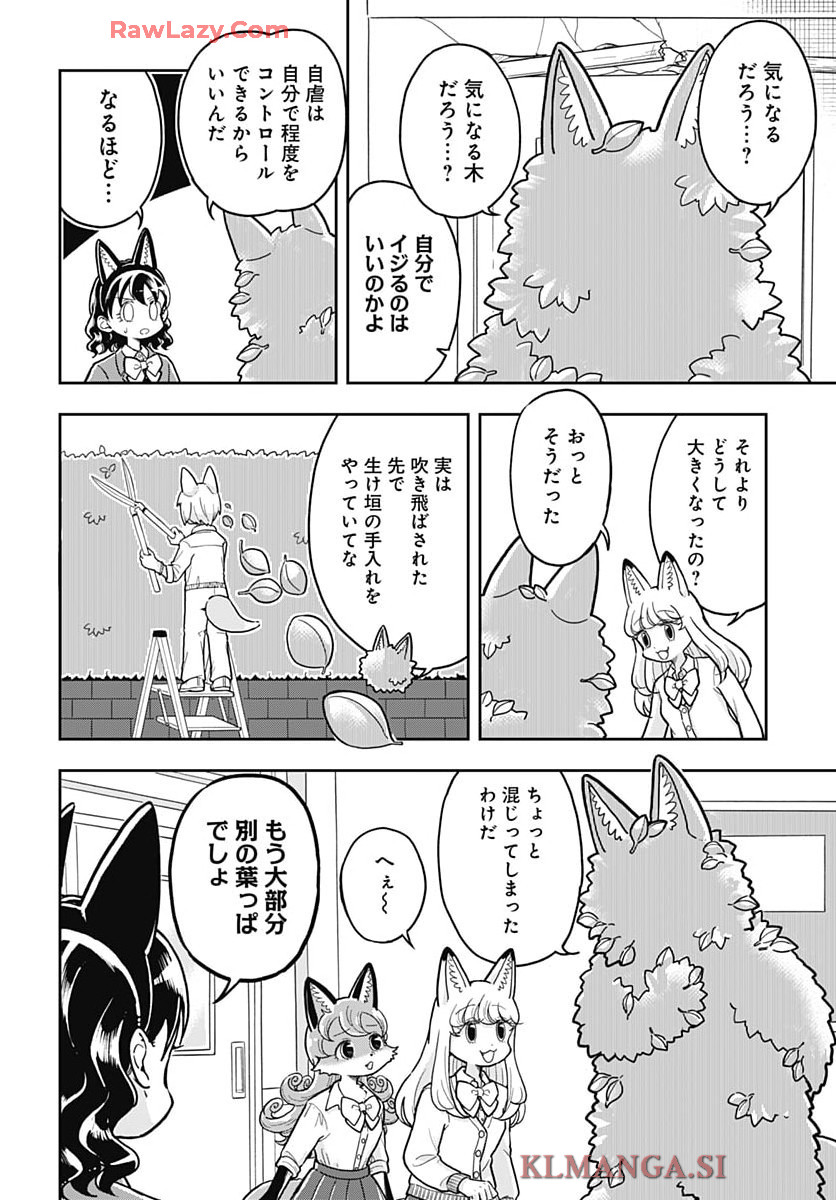 RawLazy.Com
気になる
だろう…?
気になる木
だろう…?
自分で
イジるのは
いいのかよ
自虐は
自分で程度を
コントロール
できるから
いいんだ
なるほど…
それより
どうして
大きくなったの?
おっと
そうだった
実は
吹き飛ばされた
先で
生け垣の手入れを
やっていてな
ちょっと
混じってしまった
わけだ
へぇ〜
もう大部分
別の葉っぱ
でしょ
KLMANGA.SI